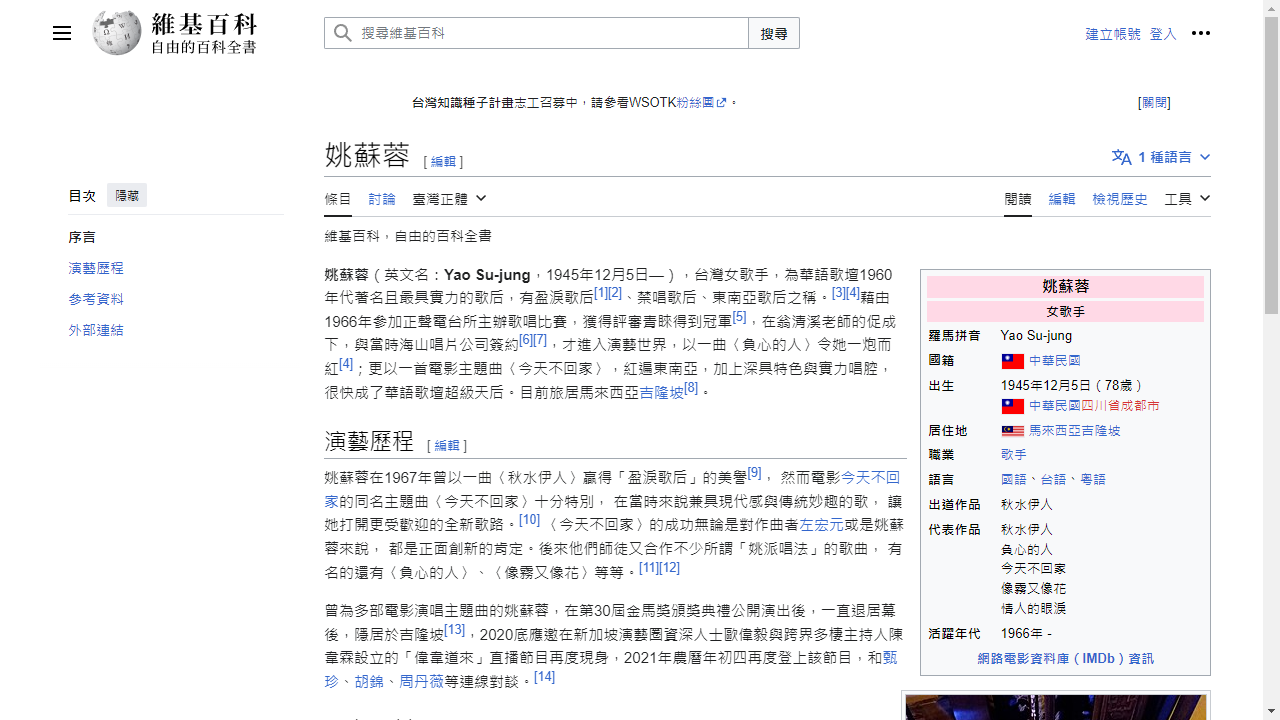 維基百科
自由的百科全書
搜尋維基百科
搜尋
建立帳號
登入
台灣知識種子計畫志工召募中，請參看WSOTK粉絲團。
[關閉]
姚蘇蓉
[編輯]
1 種語言
目次
隱藏
條目
討論
臺灣正體
閱讀
編輯
檢視歷史
工具
序言
演藝歷程
參考資料
外部連結
維基百科，自由的百科全書
姚蘇蓉（英文名：Yao Su-jung，1945年12月5日—），台灣女歌手，為華語歌壇1960
年代著名且最具實力的歌后，有盈淚歌后[1][2]、禁唱歌后、東南亞歌后之稱。[3][4]藉由
1966年參加正聲電台所主辦歌唱比賽，獲得評審青睞得到冠軍[5]，在翁清溪老師的促成
下，與當時海山唱片公司簽約[6][7]，才進入演藝世界，以一曲〈負心的人〉令她一炮而
紅[4]；更以一首電影主題曲〈今天不回家〉，紅遍東南亞，加上深具特色與實力唱腔，
很快成了華語歌壇超級天后。目前旅居馬來西亞吉隆坡[8]。
演藝歷程
[編輯]
姚蘇蓉在1967年曾以一曲〈秋水伊人〉贏得「盈淚歌后」的美譽[9]， 然而電影今天不回
家的同名主題曲〈今天不回家〉十分特別， 在當時來說兼具現代感與傳統妙趣的歌， 讓
她打開更受歡迎的全新歌路。[10] 〈今天不回家〉的成功無論是對作曲者左宏元或是姚蘇
蓉來說， 都是正面創新的肯定。後來他們師徒又合作不少所謂「姚派唱法」的歌曲， 有
名的還有〈負心的人〉、〈像霧又像花〉等等。[11][12]
曾為多部電影演唱主題曲的姚蘇蓉，在第30屆金馬獎頒獎典禮公開演出後，一直退居幕
後，隱居於吉隆坡[13]，2020底應邀在新加坡演藝圈資深人士歐偉毅與跨界多棲主持人陳
韋霖設立的「偉韋道來」直播節目再度現身，2021年農曆年初四再度登上該節目，和甄
珍、胡錦、周丹薇等連線對談。[14]
姚蘇蓉
女歌手
羅馬拼音 Yao Su-jung
國籍 中華民國
出生 1945年12月5日（78歲）
中華民國四川省成都市
居住地 馬來西亞吉隆坡
職業 歌手
語言 國語、台語、粵語
出道作品 秋水伊人
代表作品 秋水伊人
負心的人
今天不回家
像霧又像花
情人的眼淚
活躍年代 1966年 -
網路電影資料庫（IMDb）資訊